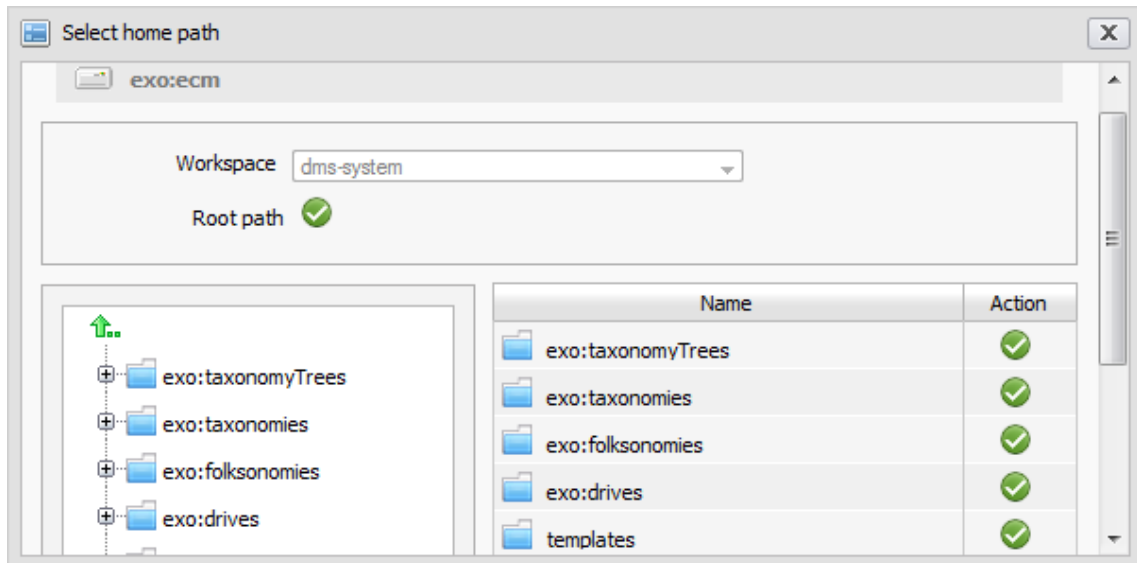 Select home path
exo:ecm
Workspace dms-system
Root path
exo:taxonomyTrees
exo:taxonomies
exo:folksonomies
exo:drives
Name Action
exo:taxonomyTrees
exo:taxonomies
exo:folksonomies
exo:drives
templates